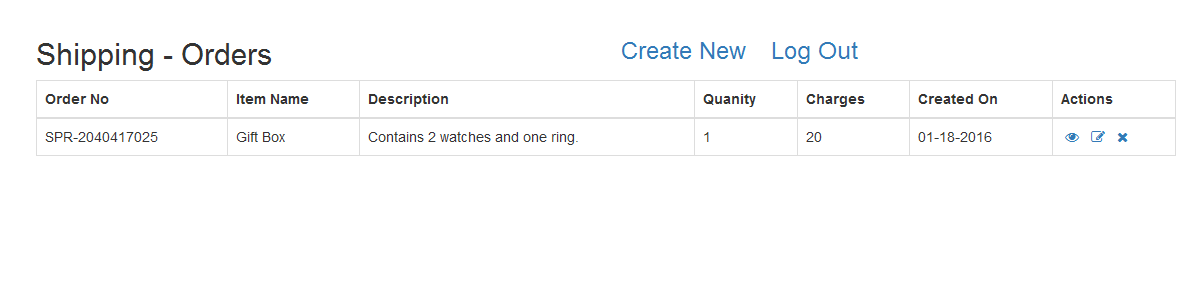 Shipping - Orders Create New Log Out
Order No Item Name Description Quanity Charges Created On Actions
SPR-2040417025 Gift Box Contains 2 watches and one ring. 1 20 01-18-2016